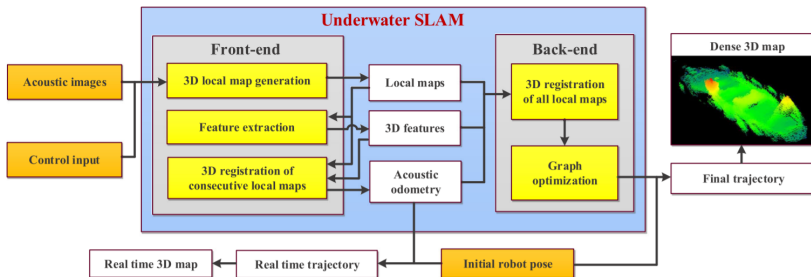 Underwater SLAM
Front-end
Back-end
Dense 3D map
Acoustic images
3D local map generation
Local maps
3D registration
of all local maps
Feature extraction
3D features
Control input
3D registration of
consecutive local maps
Acoustic
odometry
Graph
optimization
Final trajectory
Real time 3D map
Real time trajectory
Initial robot pose